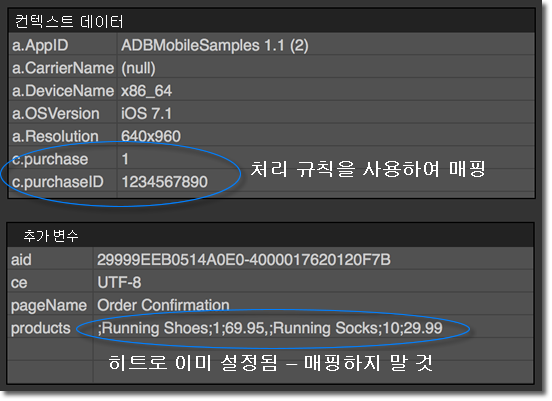 컨텍스트 데이터
a.AppID ADBMobileSamples 1.1 (2)
a.CarrierName (null)
a.DeviceName x86_64
a.OSVersion iOS 7.1
a.Resolution 640x960
c.purchase 1
c.purchaseID 1234567890
처리 규칙을 사용하여 매핑
추가 변수
aid 29999EEB0514A0E0-4000017620120F7B
ce UTF-8
pageName Order Confirmation
products ;Running Shoes;1;69.95,;Running Socks;10;29.99
히트로 이미 설정됨 – 매핑하지 말 것